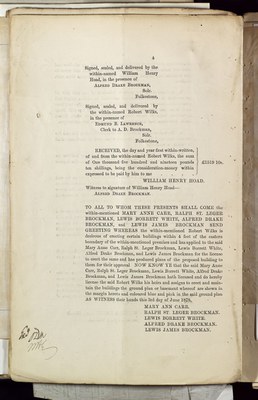 4
Signed, sealed, and delivered by the
within-named William Henry
Hoad, in the presence of
ALFRED DRAKE BROCKMAN,
Solr.
Folkestone,
Signed, sealed, and delivered
by the within-named Robert Wilks,
in the presence of
EDMUND R. LAWRENCE,
Clerk to A. D. Brockman,
Solr.
Folkestone,
RECEIVED, the day and year first within-written,
of and from the within-named Robert Wilks, the sum
of One thousand five hundred and nineteen pounds
ten shillings, being the consideration-money within
expressed to be paid by him to me
£1519 10s.
WILLIAM HENRY HOAD.
Witness to signature of William Henry Hoad—
ALFRED DRAKE BROCKMAN
TO ALL TO WHOM THESE PRESENTS SHALL COME the
within-mentioned MARY ANNE CARR, RALPH ST. LEGER
BROCKMAN, LEWIS BORRETT WHITE, ALFRED DRAKE
BROCKMAN, and LEWIS JAMES BROCKMAN SEND
GREETING WHEREAS the within-mentioned Robert Wilks is
desirous of erecting certain buildings within 4 feet of the eastern
boundary of the within-mentioned premises and has applied to the said
Mary Anne Carr, Ralph St. Leger Brockman, Lewis Borrett White,
Alfred Drake Brockman, and Lewis James Brockman for the licence
to erect the same and has produced plans of the proposed building to
them for their approval NOW KNOW YE that the said Mary Anne
Carr, Ralph St. Leger Brockman, Lewis Borrett White, Alfred Drake
Brockman, and Lewis James Brockman hath licensed and do hereby
license the said Robert Wilks his heirs and assigns to erect and main-
tain the buildings the ground plan or basement whereof are shewn in
the margin hereto and coloured blue and pink in the said ground plan
AS WITNESS their hands this 3rd day of June
MARY ANN CARR.
RALPH ST. LEGER BROCKMAN.
LEWIS BORRETT WHITE.
ALFRED DRAKE BROCKMAN.
LEWIS JAMES BROCKMAN.